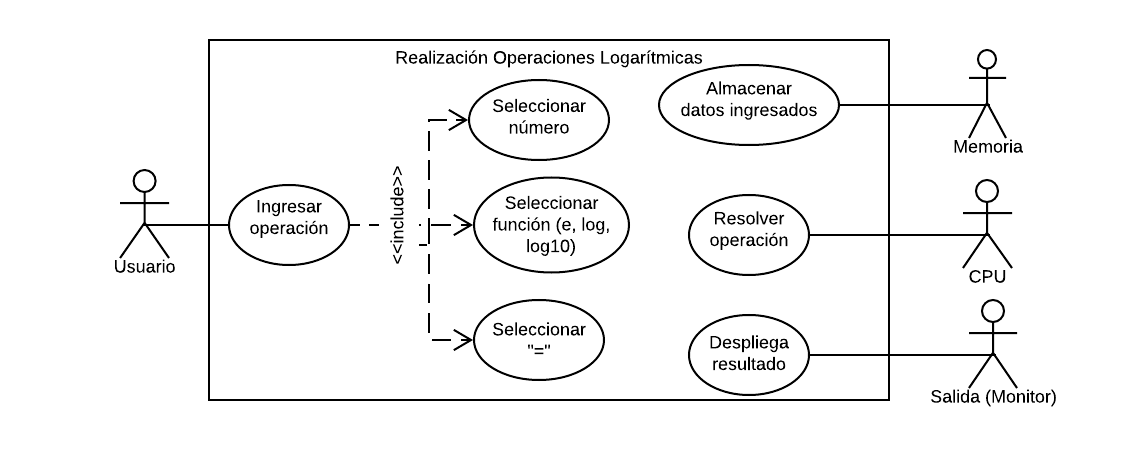 Realización Operaciones Logarítmicas
Usuario
Ingresar
operación
<<include>>
Seleccionar
número
Seleccionar
función (e, log,
log10)
Seleccionar
"="
Almacenar
datos ingresados
Memoria
Resolver
operación
CPU
Despliega
resultado
Salida (Monitor)